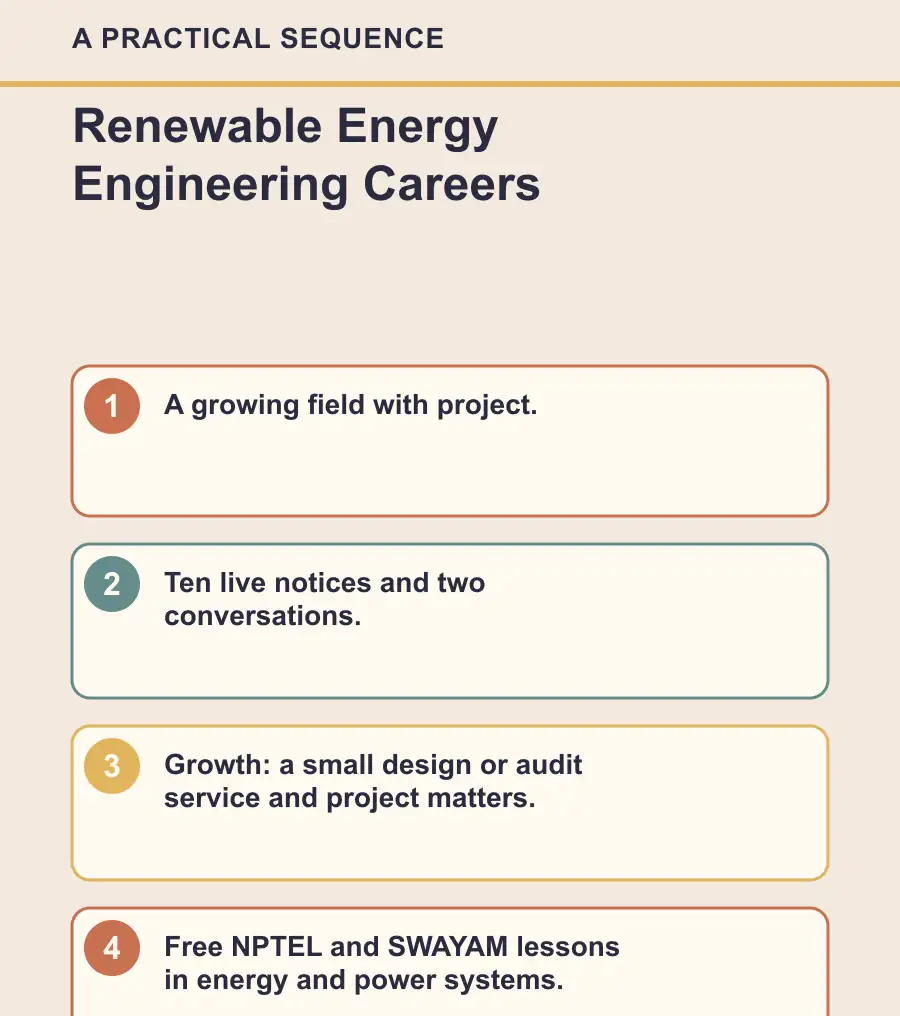 A PRACTICAL SEQUENCE
Renewable Energy
Engineering Careers
1
A growing field with project.
2
Ten live notices and two
conversations.
3
Growth: a small design or audit
service and project matters.
4
Free NPTEL and SWAYAM lessons
in energy and power systems.